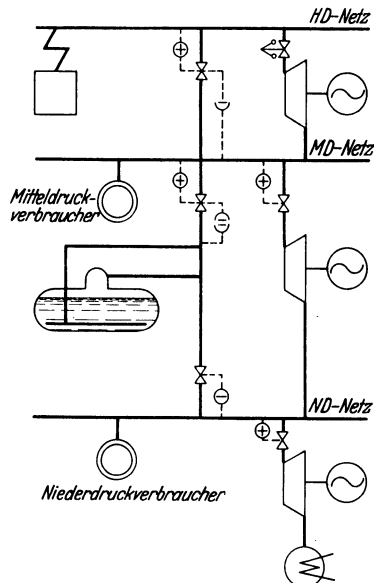 HD-Netz
MD-Netz
Mitteldruck-
verbraucher
ND-Netz
Niederdruckverbraucher